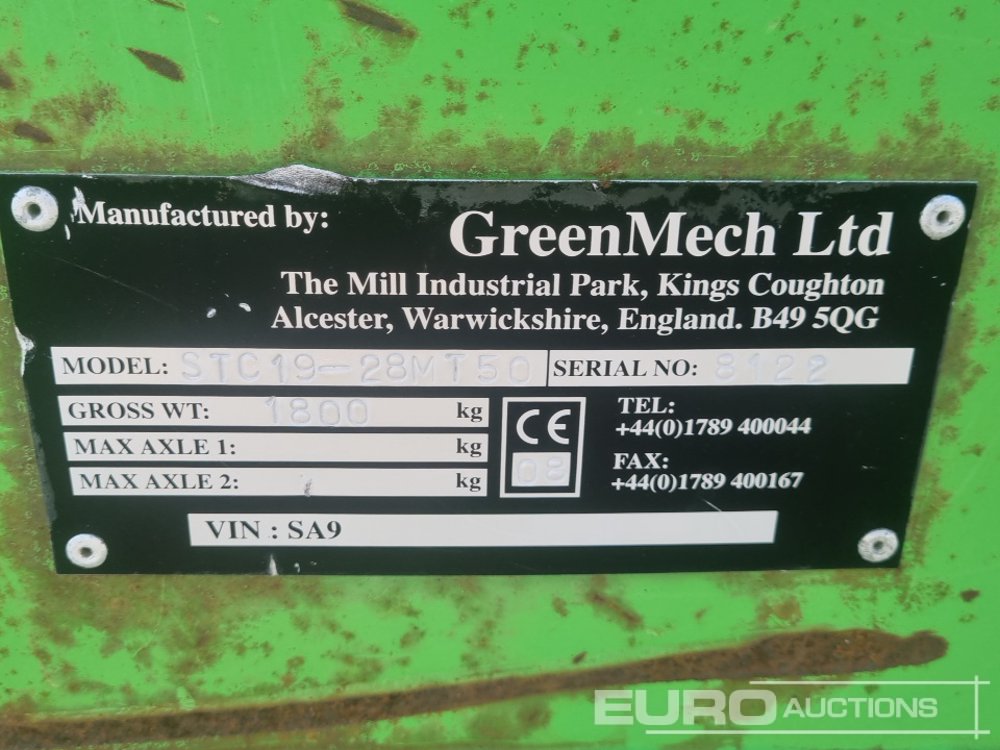 Manufactured by:
GreenMech Ltd
The Mill Industrial Park, Kings Coughton
Alcester, Warwickshire, England. B49 5QG
MODEL: STC19-28MT50 SERIAL NO: 8122
GROSS WT: 1800 kg
MAX AXLE 1: kg
MAX AXLE 2: kg
CE
08
TEL:
+44(0)1789 400044
FAX:
+44(0)1789 400167
VIN : SA9
EURO AUCTIONS